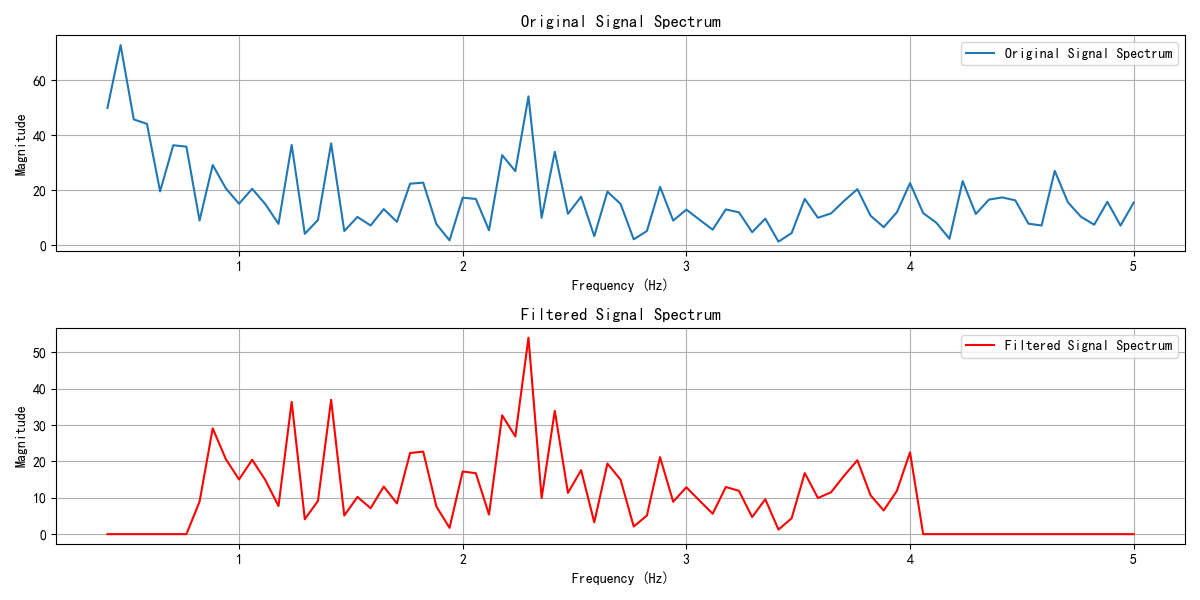 Original Signal Spectrum
Original Signal Spectrum
Magnitude
60
40
20
0
1 2 3 4 5
Frequency (Hz)
Filtered Signal Spectrum
Filtered Signal Spectrum
Magnitude
50
40
30
20
10
0
1 2 3 4 5
Frequency (Hz)